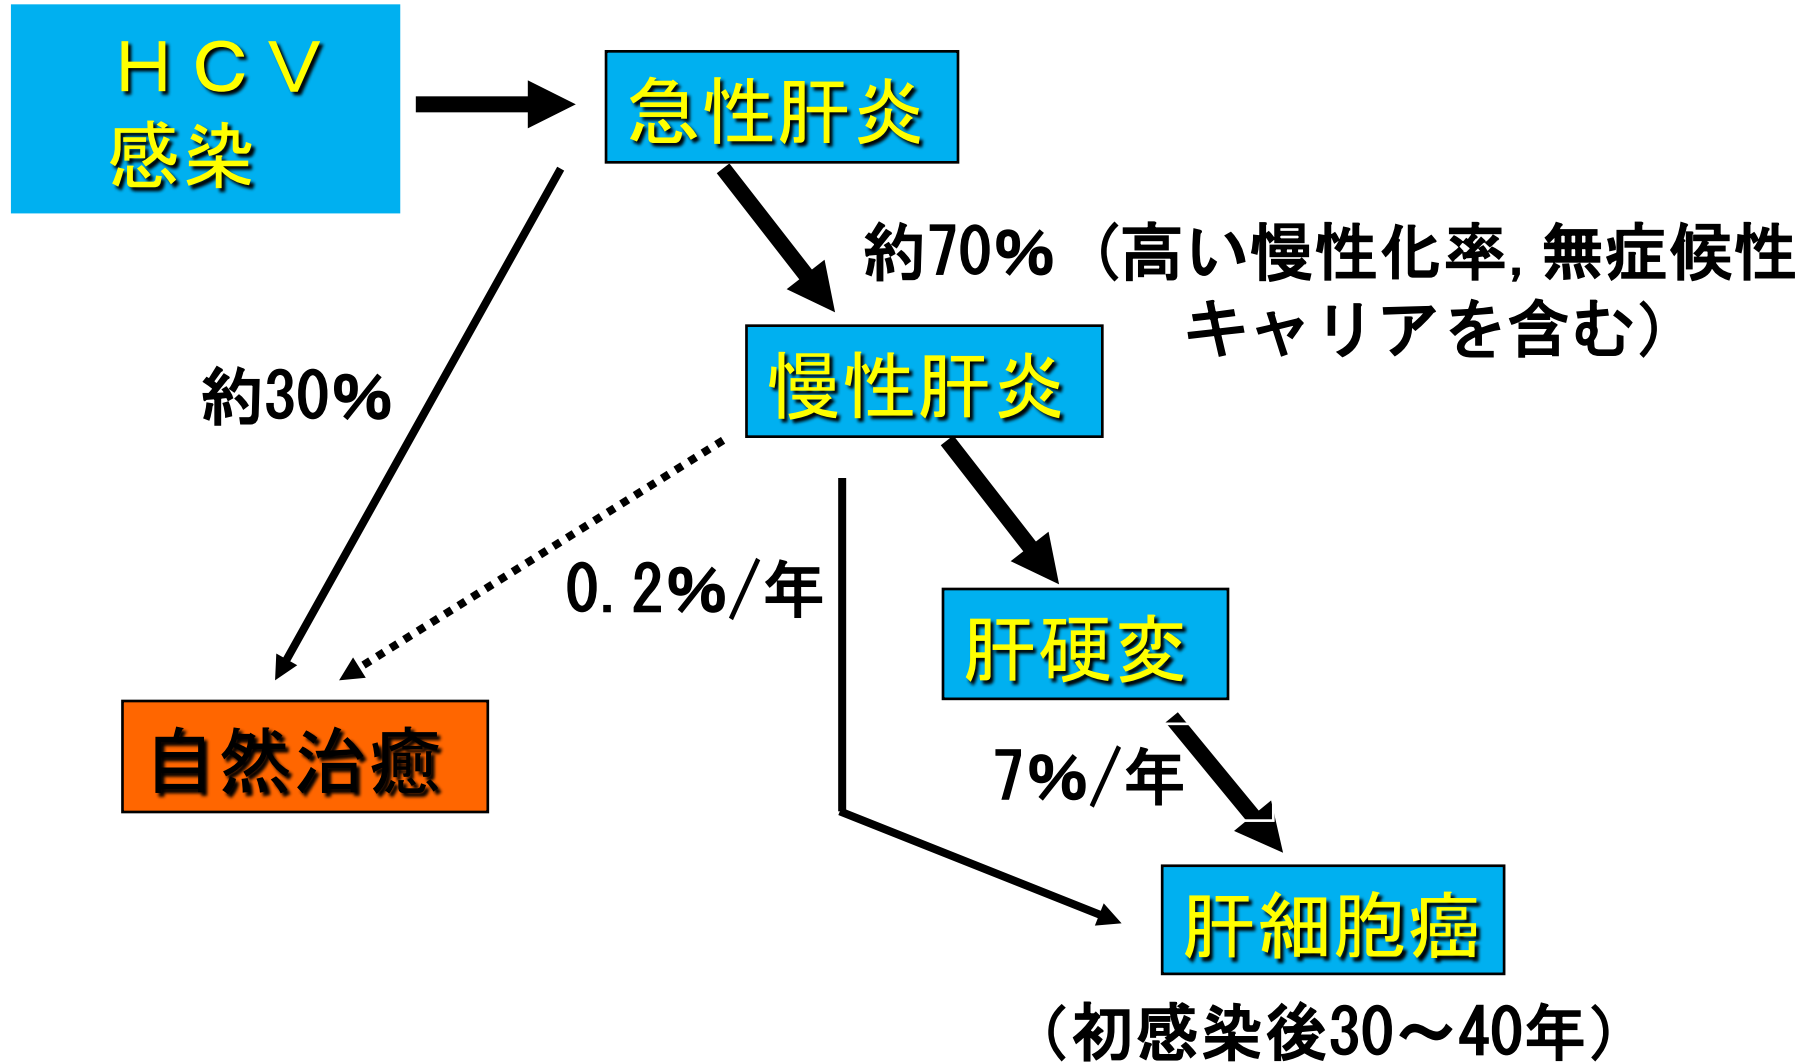 ＨＣＶ
感染
急性肝炎
約70%（高い慢性化率,無症候性
キャリアを含む）
慢性肝炎
約30%
0.2%/年
肝硬変
自然治癒
7%/年
肝細胞癌
（初感染後30～40年）